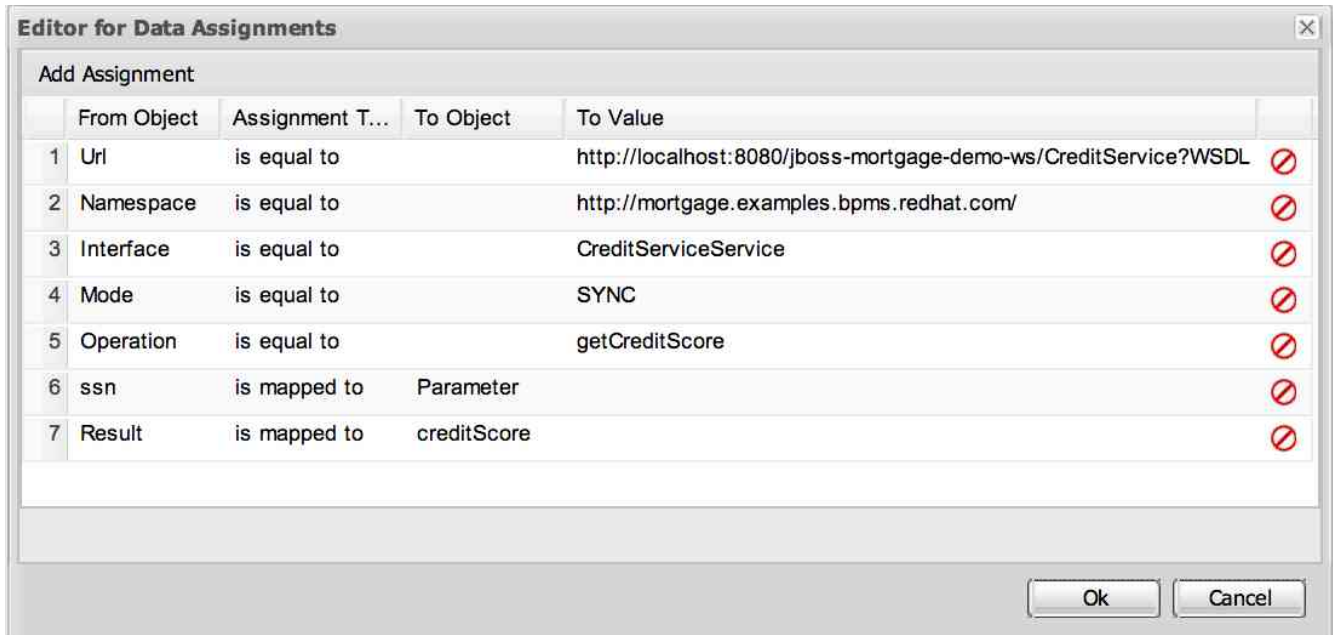 Editor for Data Assignments
Add Assignment
From Object Assignment T... To Object To Value
1 Url is equal to http://localhost:8080/jboss-mortgage-demo-ws/CreditService?WSDL
2 Namespace is equal to http://mortgage.examples.bpms.redhat.com/
3 Interface is equal to CreditServiceService
4 Mode is equal to SYNC
5 Operation is equal to getCreditScore
6 ssn is mapped to Parameter
7 Result is mapped to creditScore
Ok Cancel